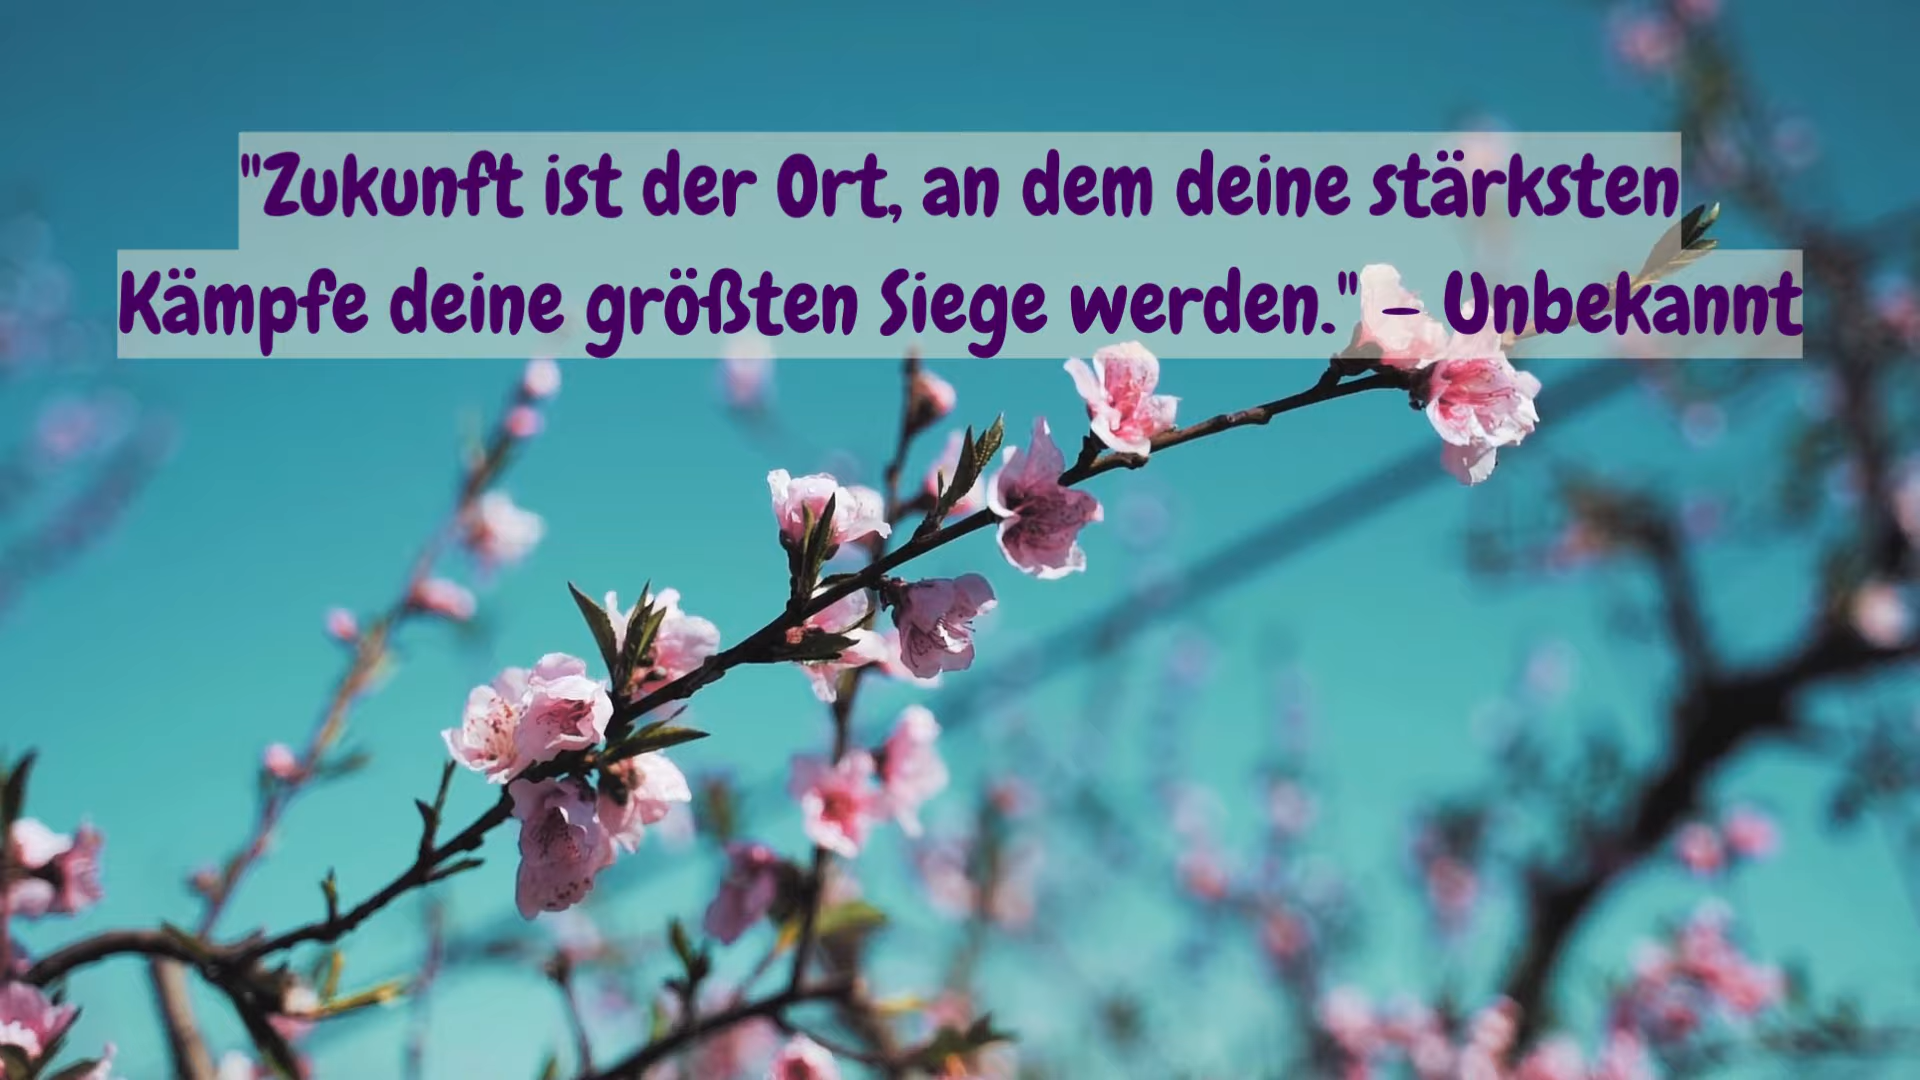 "Zukunft ist der Ort, an dem deine stärksten
Kämpfe deine größten Siege werden." – Unbekannt